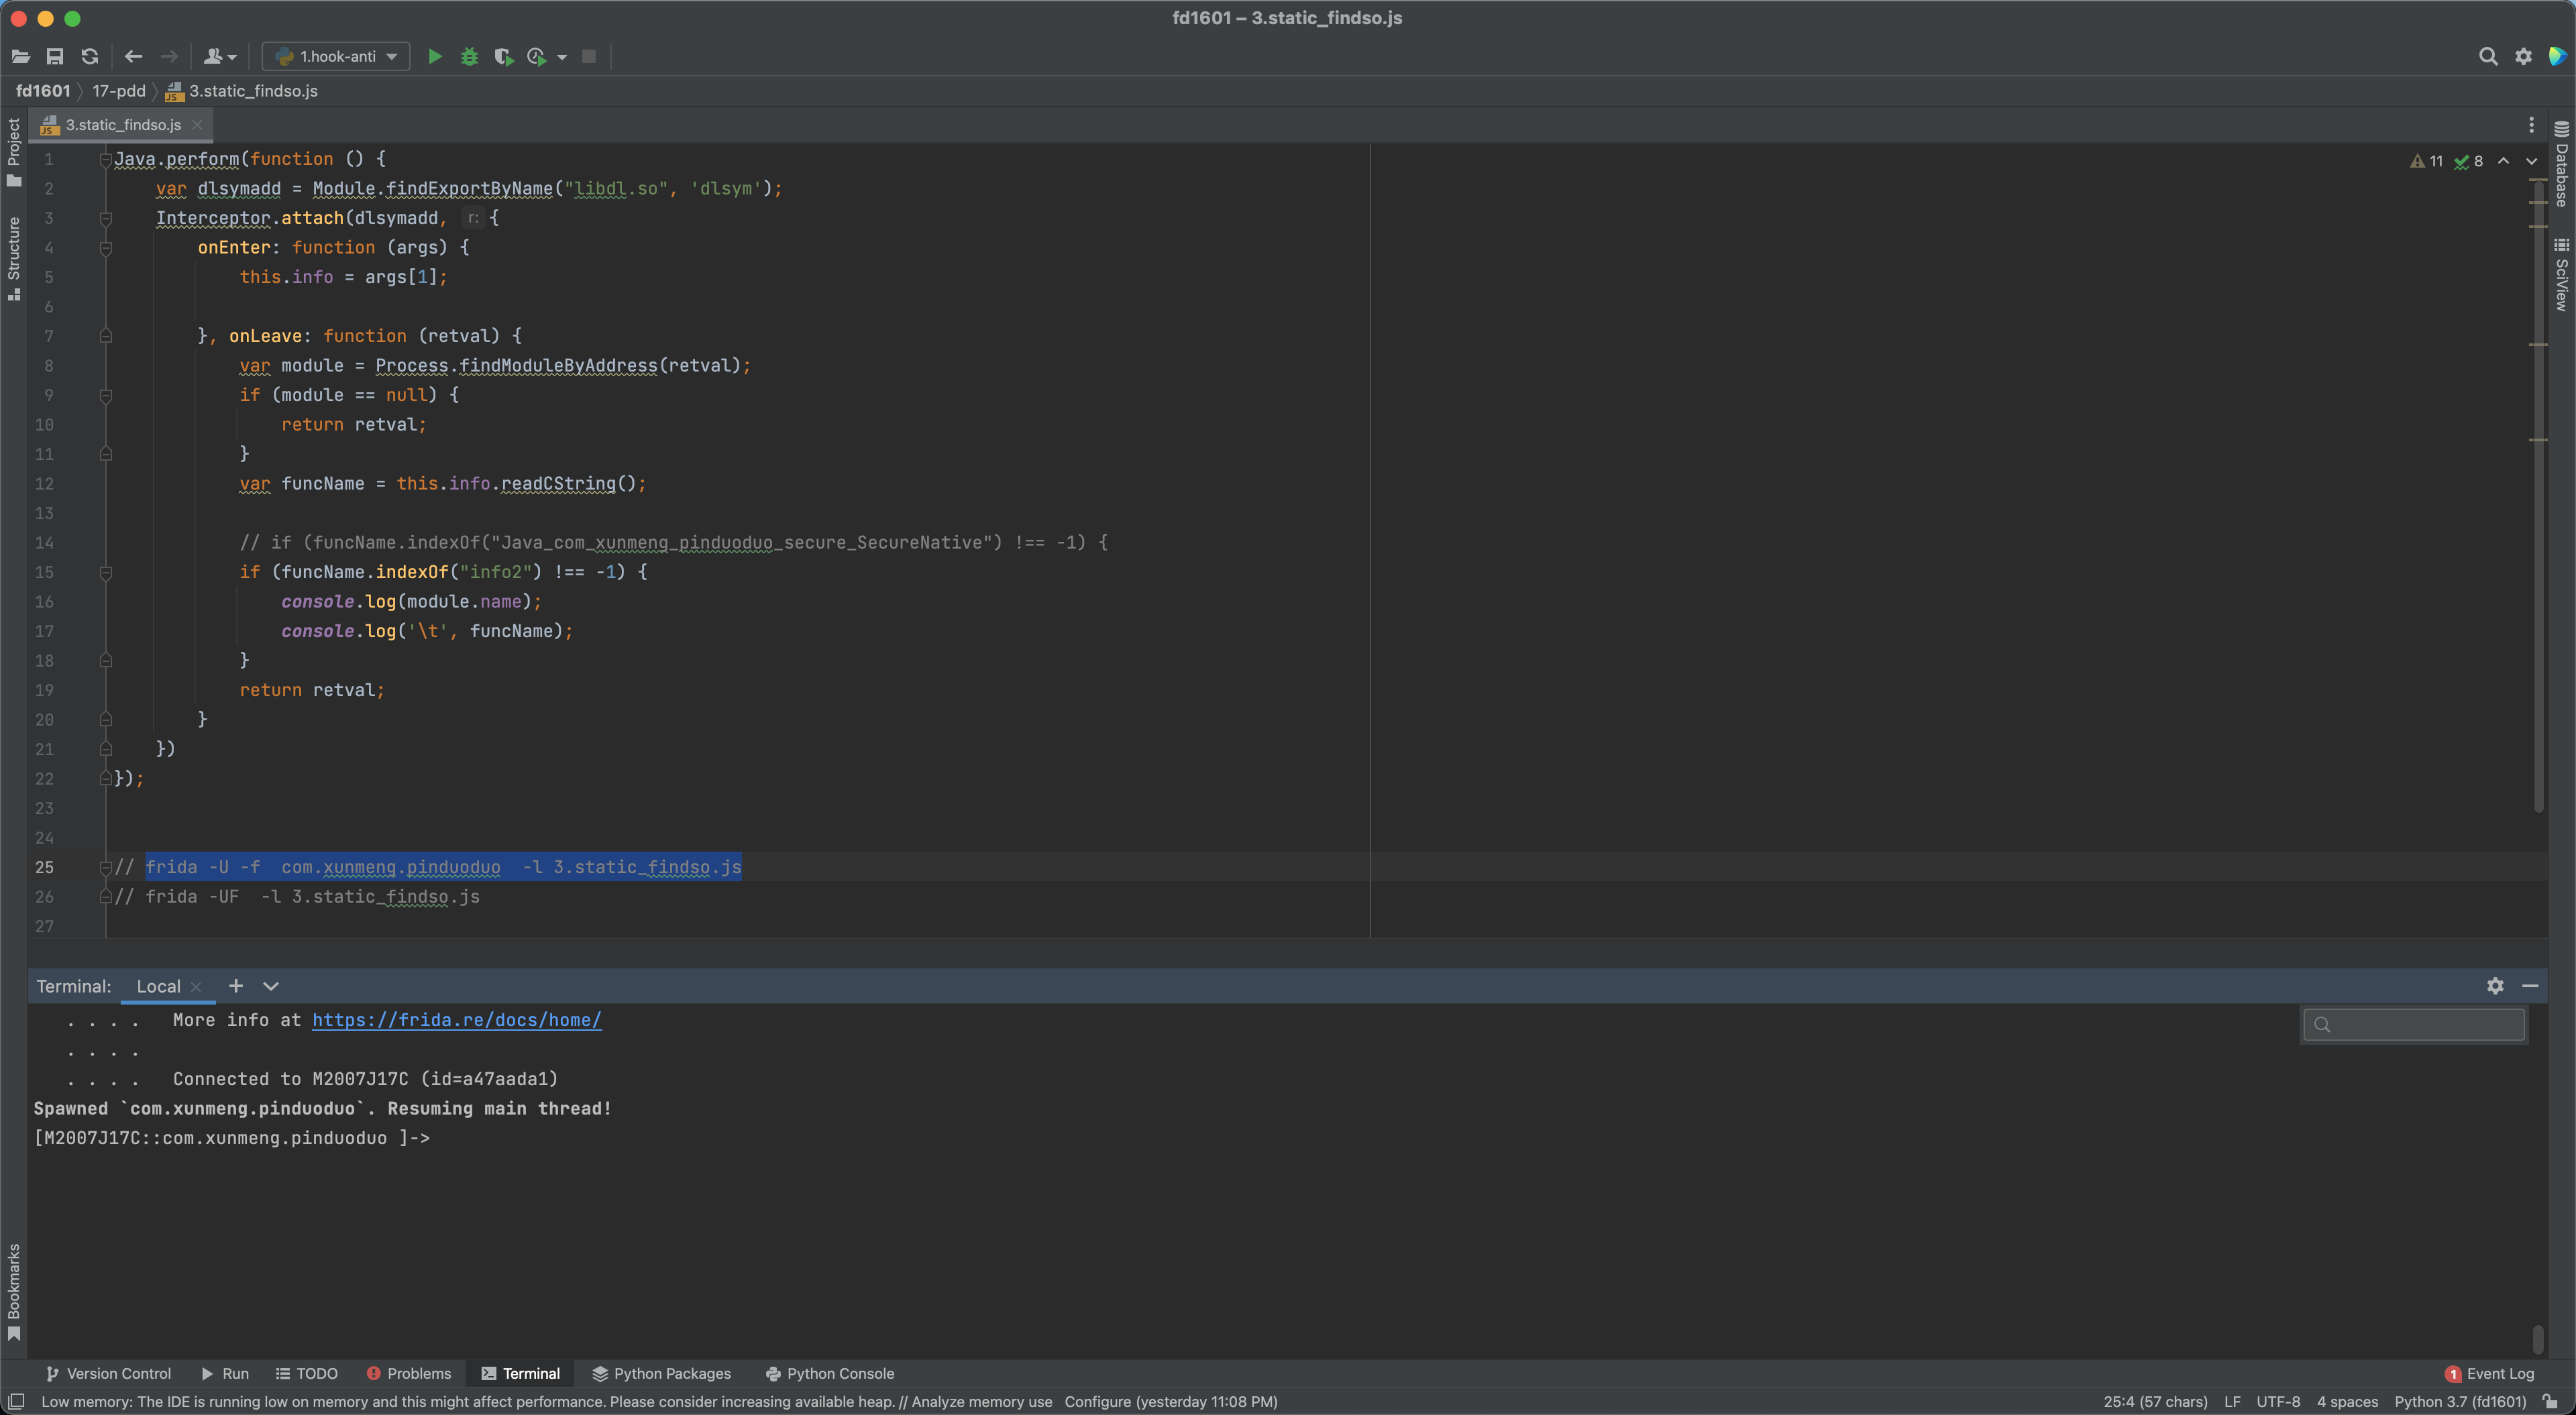 fd1601 – 3.static_findso.js
1.hook-anti
fd1601 17-pdd 3.static_findso.js
Project
Structure
Bookmarks
Database
SciView
3.static_findso.js
11 8
1 Java.perform(function () {
2 var dlsymadd = Module.findExportByName("libdl.so", 'dlsym');
3 Interceptor.attach(dlsymadd, r: {
4 onEnter: function (args) {
5 this.info = args[1];
6
7 }, onLeave: function (retval) {
8 var module = Process.findModuleByAddress(retval);
9 if (module == null) {
10 return retval;
11 }
12 var funcName = this.info.readCString();
13
14 // if (funcName.indexOf("Java_com_xunmeng_pinduoduo_secure_SecureNative") !== -1) {
15 if (funcName.indexOf("info2") !== -1) {
16 console.log(module.name);
17 console.log('\t', funcName);
18 }
19 return retval;
20 }
21 })
22 });
23
24
25 // frida -U -f  com.xunmeng.pinduoduo  -l 3.static_findso.js
26 // frida -UF  -l 3.static_findso.js
27
Terminal: Local
. . . . More info at https://frida.re/docs/home/
. . . .
. . . . Connected to M2007J17C (id=a47aada1)
Spawned `com.xunmeng.pinduoduo`. Resuming main thread!
[M2007J17C::com.xunmeng.pinduoduo ]->
Version Control Run TODO Problems Terminal Python Packages Python Console 1 Event Log
Low memory: The IDE is running low on memory and this might affect performance. Please consider increasing available heap. // Analyze memory use Configure (yesterday 11:08 PM) 25:4 (57 chars) LF UTF-8 4 spaces Python 3.7 (fd1601)